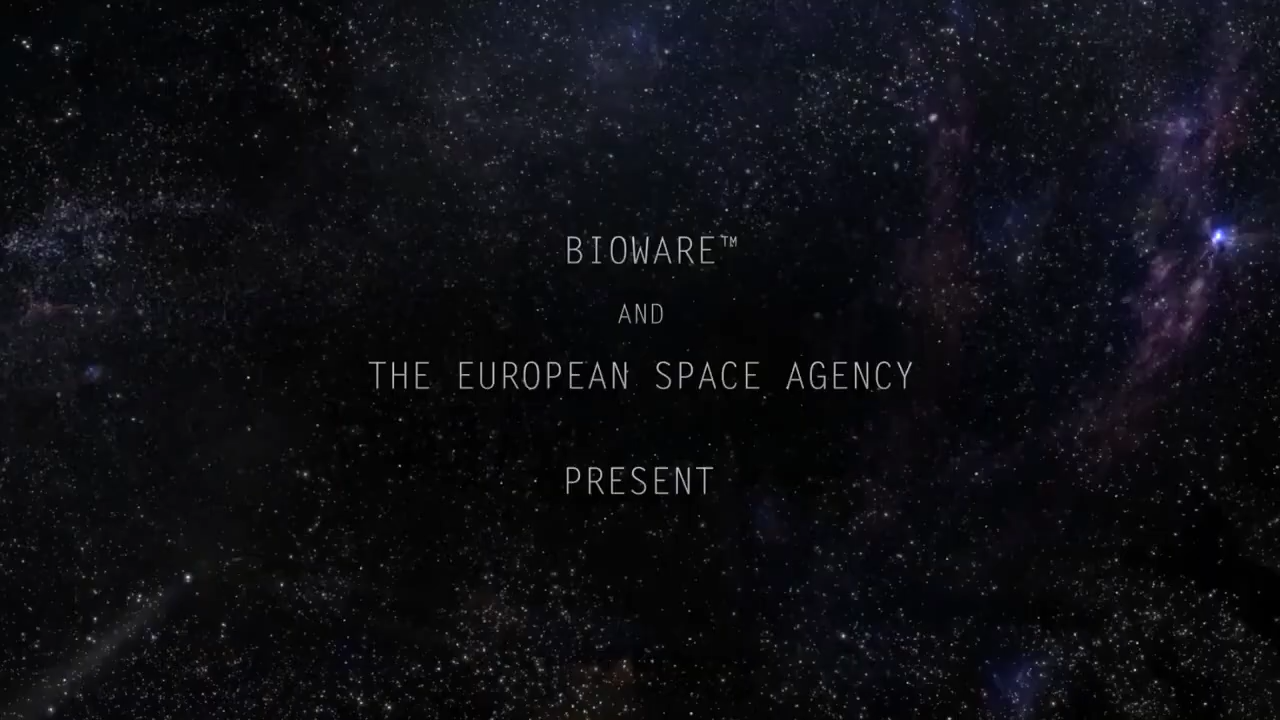 BIOWARE™
AND
THE EUROPEAN SPACE AGENCY
PRESENT